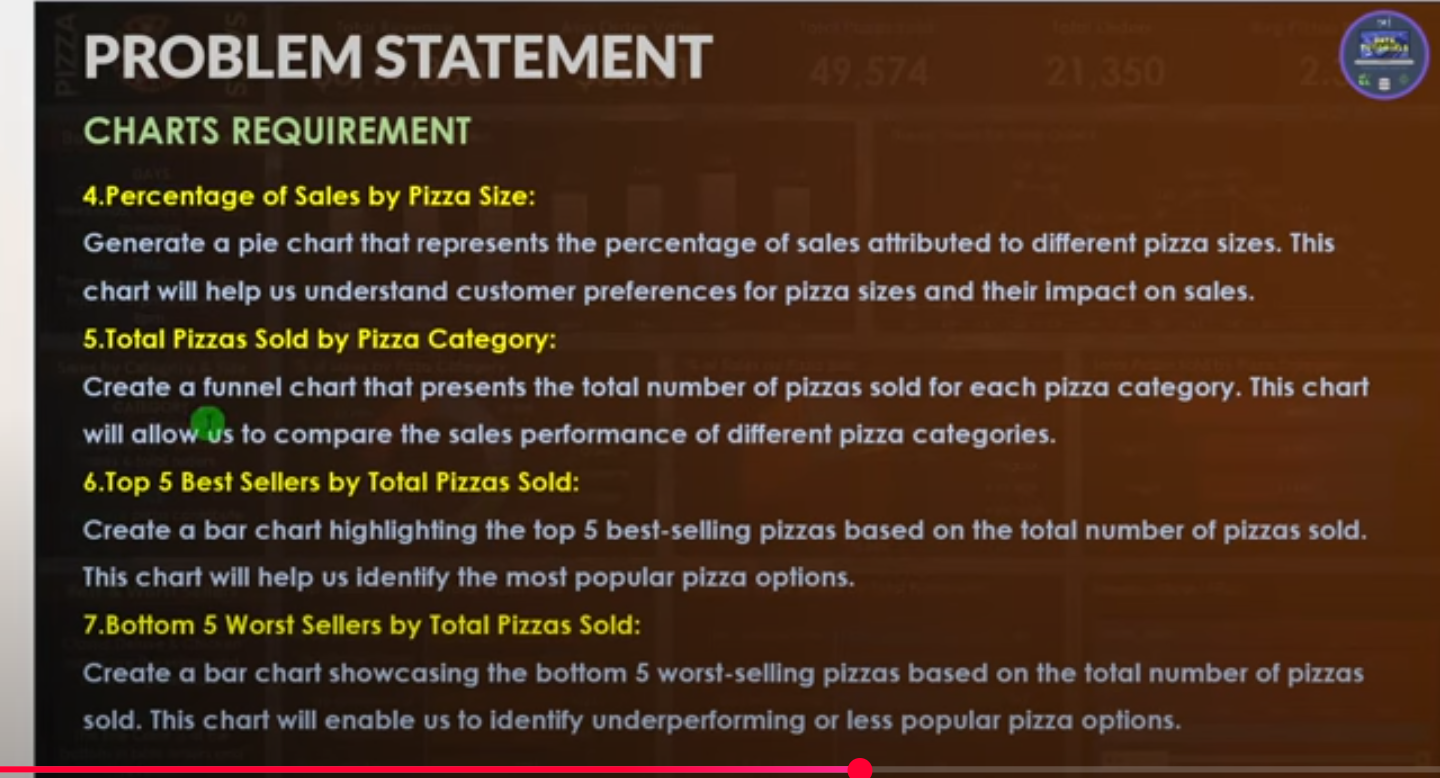 PROBLEM STATEMENT
49,574
21,350
CHARTS REQUIREMENT
4.Percentage of Sales by Pizza Size:
Generate a pie chart that represents the percentage of sales attributed to different pizza sizes. This
chart will help us understand customer preferences for pizza sizes and their impact on sales.
5.Total Pizzas Sold by Pizza Category:
Create a funnel chart that presents the total number of pizzas sold for each pizza category. This chart
will allow us to compare the sales performance of different pizza categories.
6.Top 5 Best Sellers by Total Pizzas Sold:
Create a bar chart highlighting the top 5 best-selling pizzas based on the total number of pizzas sold.
This chart will help us identify the most popular pizza options.
7.Bottom 5 Worst Sellers by Total Pizzas Sold:
Create a bar chart showcasing the bottom 5 worst-selling pizzas based on the total number of pizzas
sold. This chart will enable us to identify underperforming or less popular pizza options.